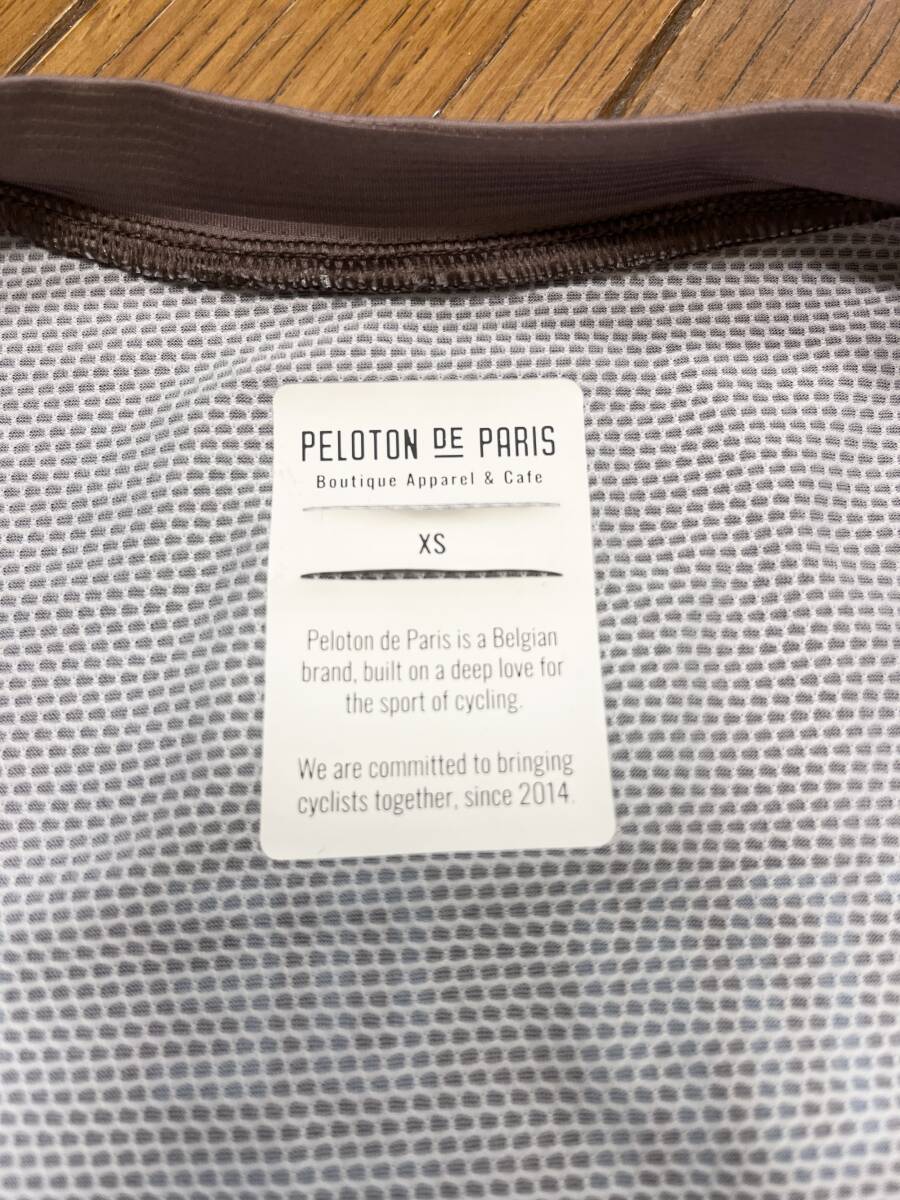 PELOTON DE PARIS
Boutique Apparel & Cafe
XS
Peloton de Paris is a Belgian
brand, built on a deep love for
the sport of cycling.
We are committed to bringing
cyclists together, since 2014.